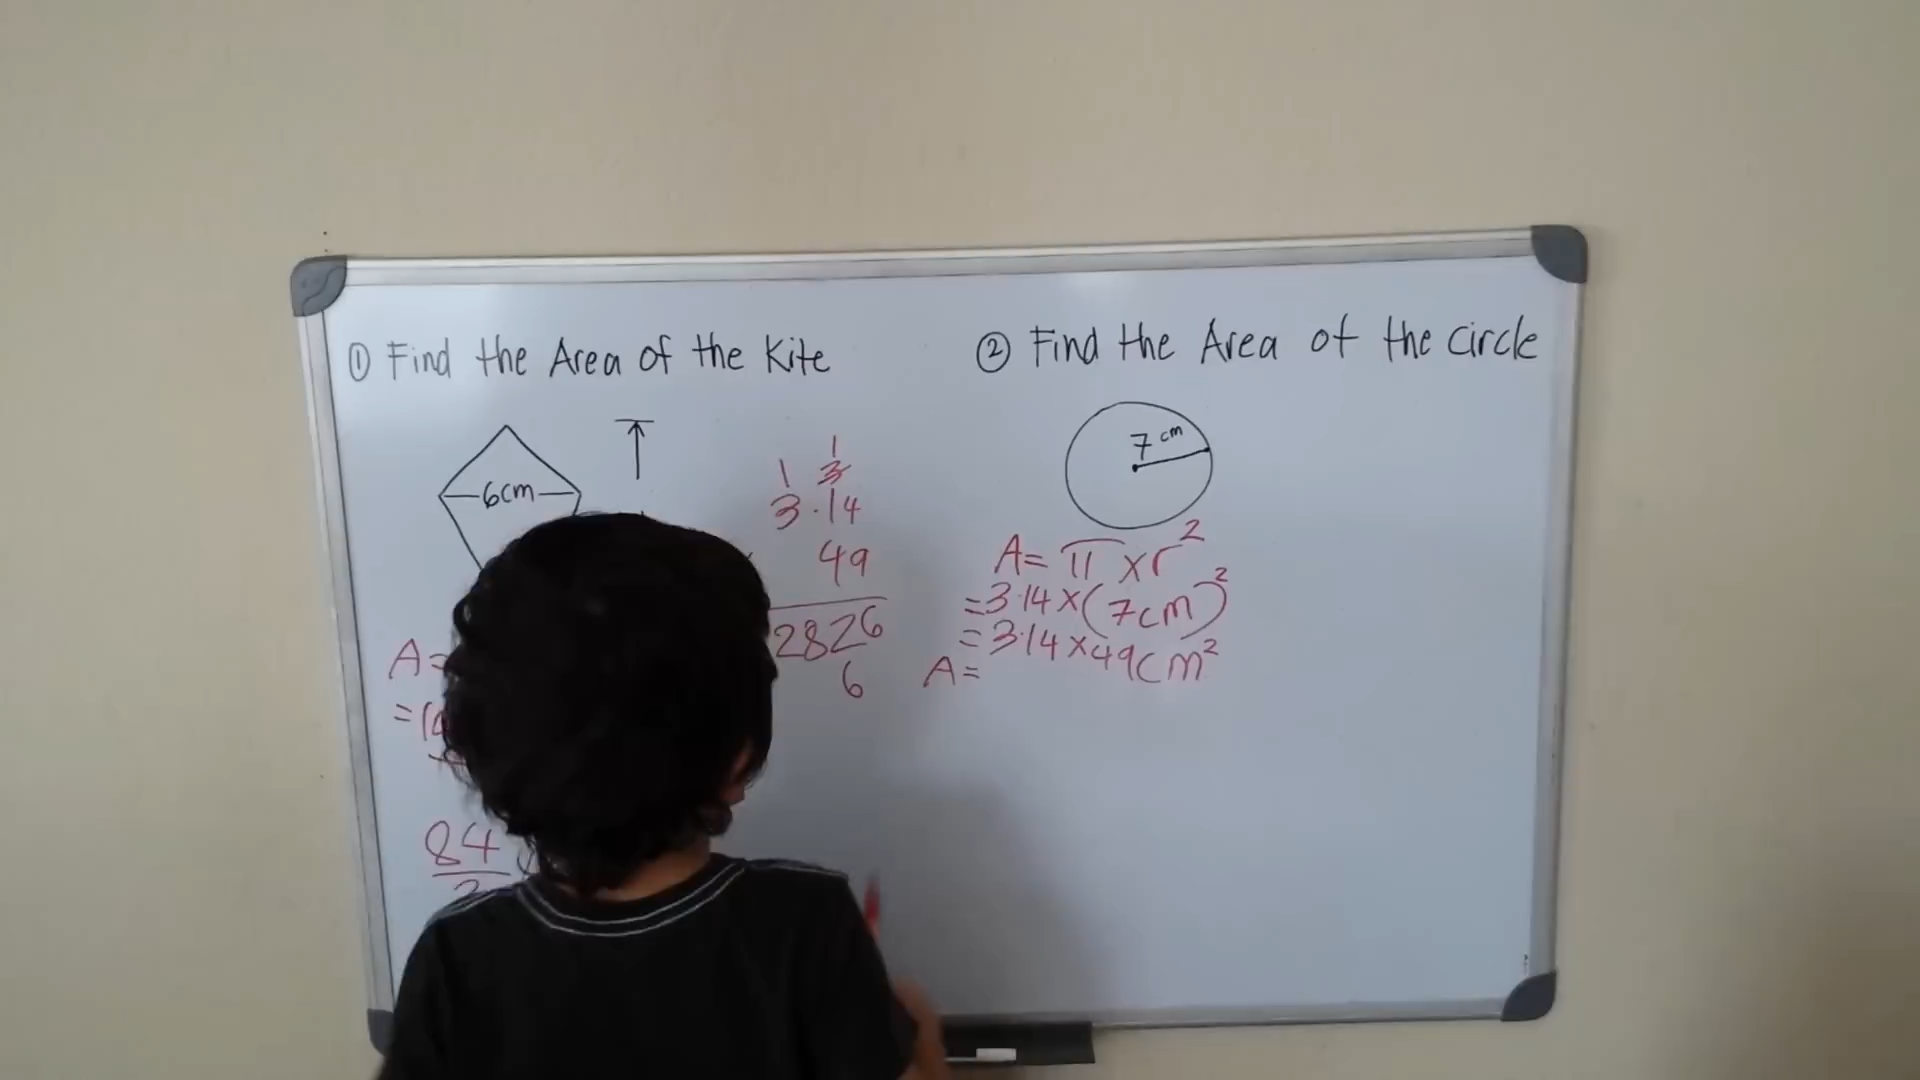 ① Find the Area of the Kite
6cm
A=
=
84
1 3
1
3.14
49
2826
6
② Find the Area of the circle
7 cm
A= π × r²
=3.14×(7cm)²
=3.14×49cm²
A=